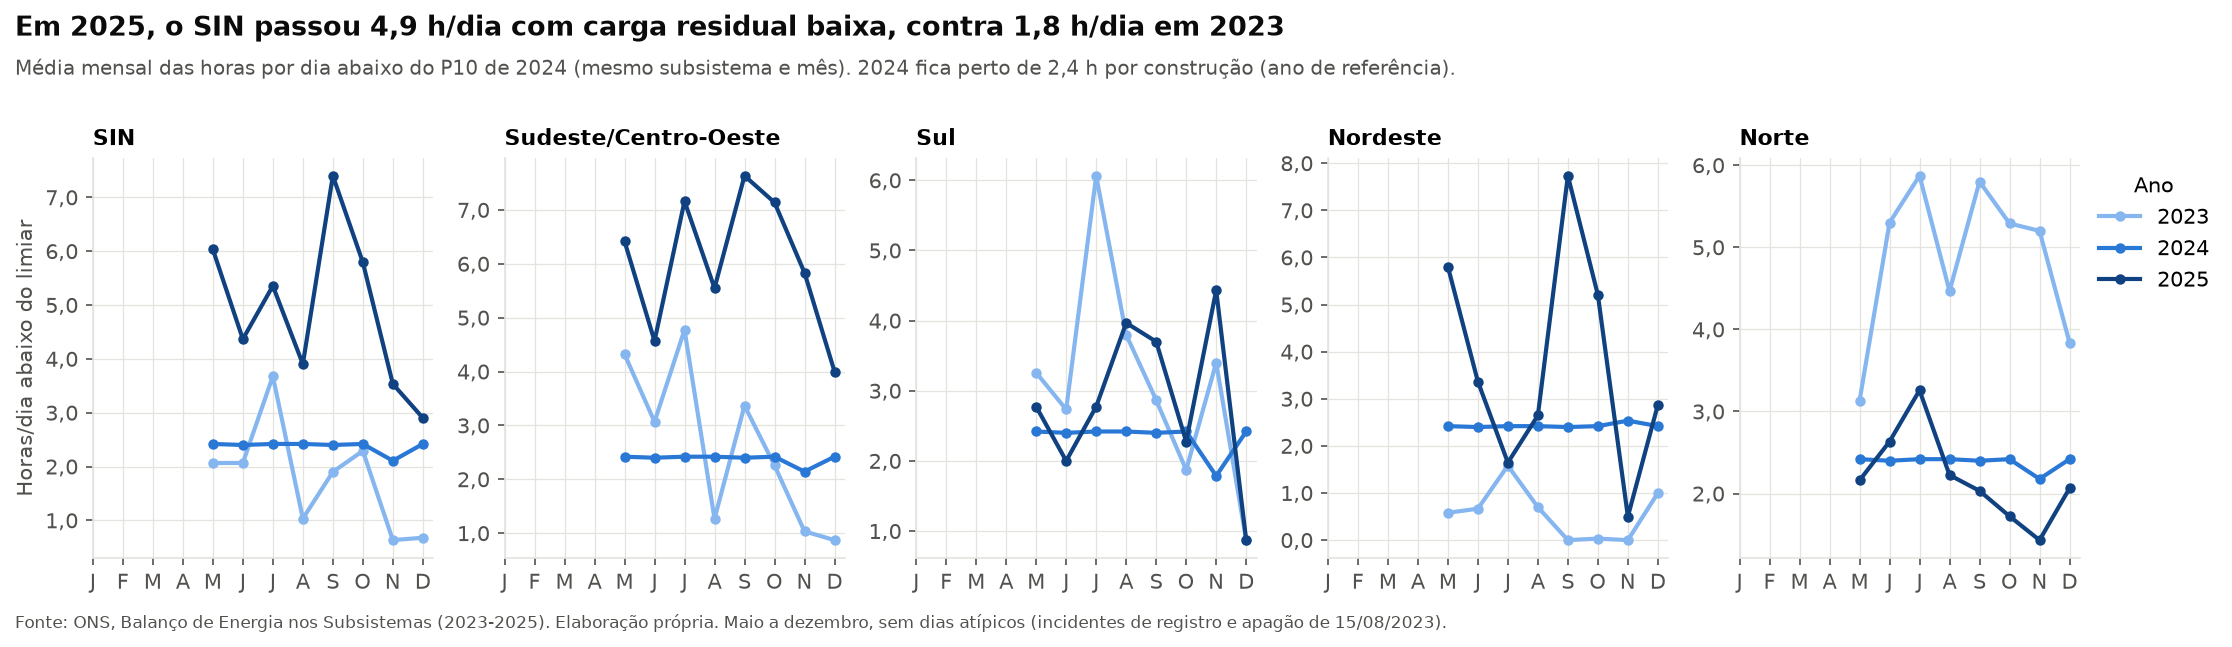 Em 2025, o SIN passou 4,9 h/dia com carga residual baixa, contra 1,8 h/dia em 2023
Média mensal das horas por dia abaixo do P10 de 2024 (mesmo subsistema e mês). 2024 fica perto de 2,4 h por construção (ano de referência).
SIN
Horas/dia abaixo do limiar
7,0
6,0
5,0
4,0
3,0
2,0
1,0
J F M A M J J A S O N D
Sudeste/Centro-Oeste
7,0
6,0
5,0
4,0
3,0
2,0
1,0
J F M A M J J A S O N D
Sul
6,0
5,0
4,0
3,0
2,0
1,0
J F M A M J J A S O N D
Nordeste
8,0
7,0
6,0
5,0
4,0
3,0
2,0
1,0
0,0
J F M A M J J A S O N D
Norte
6,0
5,0
4,0
3,0
2,0
J F M A M J J A S O N D
Ano
2023
2024
2025
Fonte: ONS, Balanço de Energia nos Subsistemas (2023-2025). Elaboração própria. Maio a dezembro, sem dias atípicos (incidentes de registro e apagão de 15/08/2023).